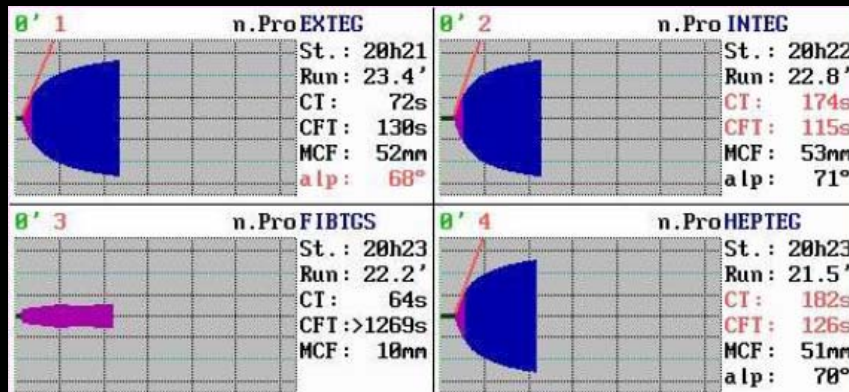 0' 1 n.Pro EXTEG
St.: 20h21
Run: 23.4'
CT: 72s
CFT: 130s
MCF: 52mm
alp: 68°
0' 2 n.Pro INTEG
St.: 20h22
Run: 22.8'
CT: 174s
CFT: 115s
MCF: 53mm
alp: 71°
0' 3 n.Pro FIBTGS
St.: 20h23
Run: 22.2'
CT: 64s
CFT:>1269s
MCF: 10mm
0' 4 n.Pro HEPTEG
St.: 20h23
Run: 21.5'
CT: 182s
CFT: 126s
MCF: 51mm
alp: 70°